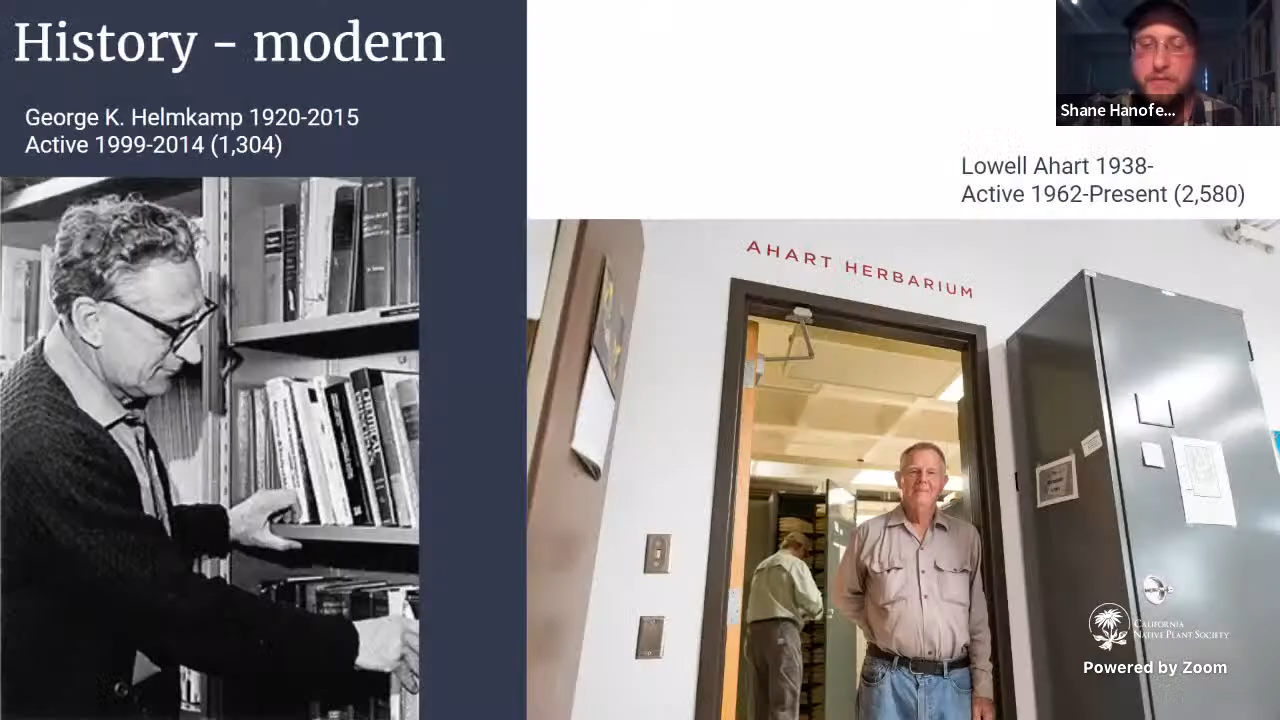 History - modern
George K. Helmkamp 1920-2015
Active 1999-2014 (1,304)
Shane Hanofe...
Lowell Ahart 1938-
Active 1962-Present (2,580)
AHART HERBARIUM
CALIFORNIA
NATIVE PLANT SOCIETY
Powered by Zoom